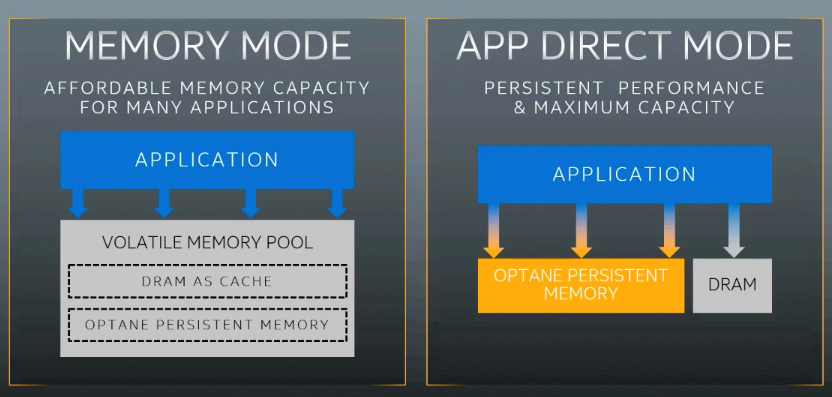 MEMORY MODE
AFFORDABLE MEMORY CAPACITY
FOR MANY APPLICATIONS
APPLICATION
VOLATILE MEMORY POOL
DRAM AS CACHE
OPTANE PERSISTENT MEMORY
APP DIRECT MODE
PERSISTENT PERFORMANCE
& MAXIMUM CAPACITY
APPLICATION
OPTANE PERSISTENT
MEMORY
DRAM